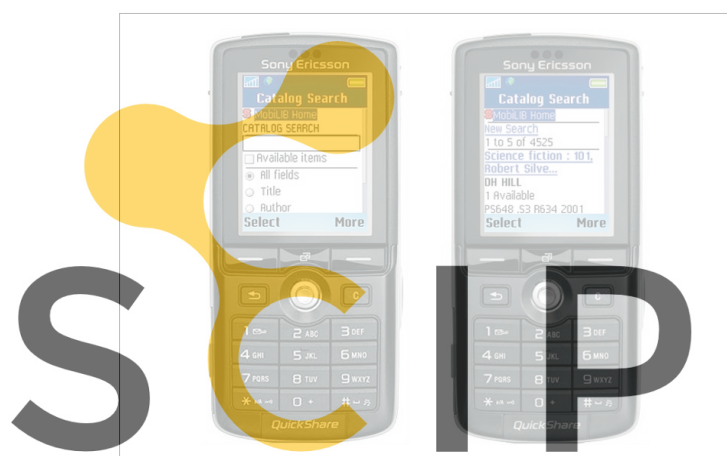 Sony Ericsson
Catalog Search
MobiLIB Home
CATALOG SEARCH
Available items
All fields
Title
Author
Select More
1 2 ABC 3 DEF
4 GHI 5 JKL 6 MNO
7 PQRS 8 TUV 9 WXYZ
* 0 + #
QuickShare
Sony Ericsson
Catalog Search
MobiLIB Home
New Search
1 to 5 of 4525
Science fiction : 101,
Robert Silve...
DH HILL
1 Available
PS648 .S3 R634 2001
Select More
C
1 2 ABC 3 DEF
4 GHI 5 JKL 6 MNO
7 PQRS 8 TUV 9 WXYZ
* 0 + #
QuickShare
SCIP